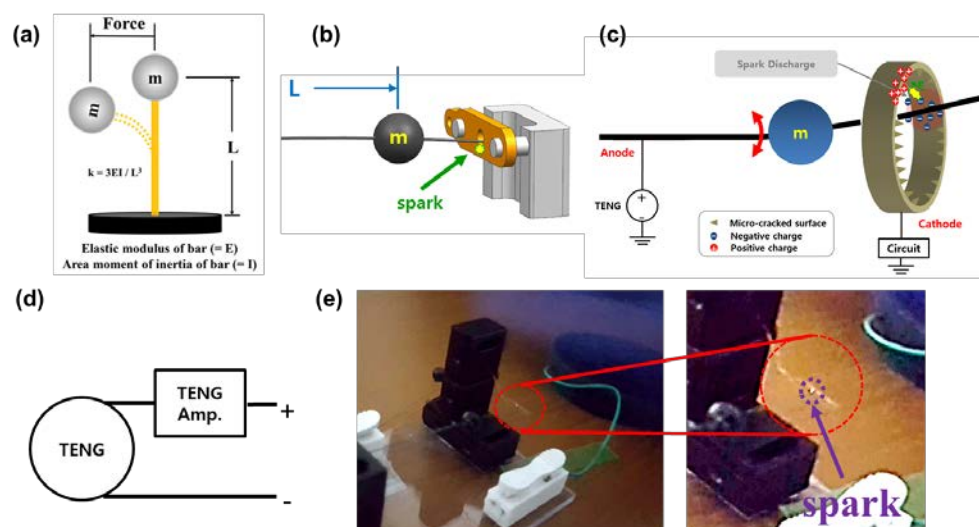 (a)
Force
m
m
L
k = 3EI / L³
Elastic modulus of bar (= E)
Area moment of inertia of bar (= I)
(b)
L
m
spark
(c)
Spark Discharge
m
Anode
TENG
+
-
Micro-cracked surface
Negative charge
Positive charge
Cathode
Circuit
(d)
TENG
TENG
Amp.
+
-
(e)
spark